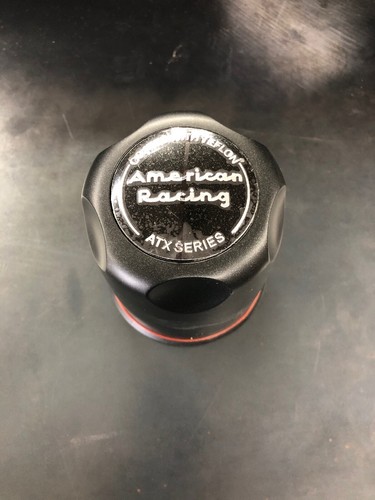 TEFLON
American
Racing
ATX SERIES